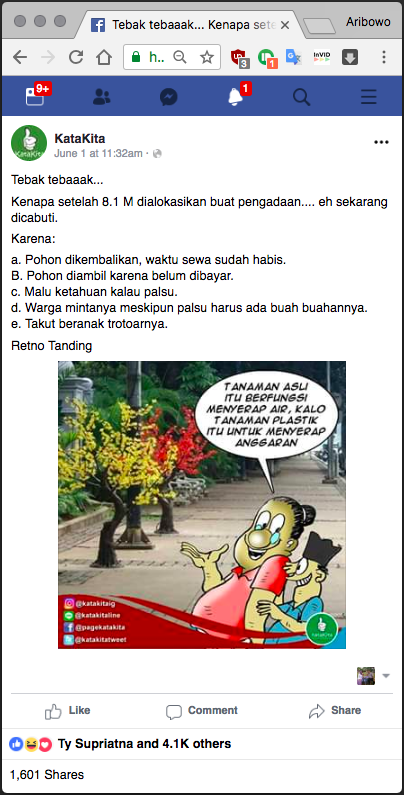 Tebak tebaaak... Kenapa sete
Aribowo
h..
3
1
InVID
9+
1
KataKita
June 1 at 11:32am ·
Tebak tebaaak...
Kenapa setelah 8.1 M dialokasikan buat pengadaan.... eh sekarang
dicabuti.
Karena:
a. Pohon dikembalikan, waktu sewa sudah habis.
B. Pohon diambil karena belum dibayar.
c. Malu ketahuan kalau palsu.
d. Warga mintanya meskipun palsu harus ada buah buahannya.
e. Takut beranak trotoarnya.
Retno Tanding
TANAMAN ASLI
ITU BERFUNGSI
MENYERAP AIR, KALO
TANAMAN PLASTIK
ITU UNTUK MENYERAP
ANGGARAN
@katakitaig
@katakitaline
@pagekatakita
@katakitatweet
KataKita
Like
Comment
Share
Ty Supriatna and 4.1K others
1,601 Shares